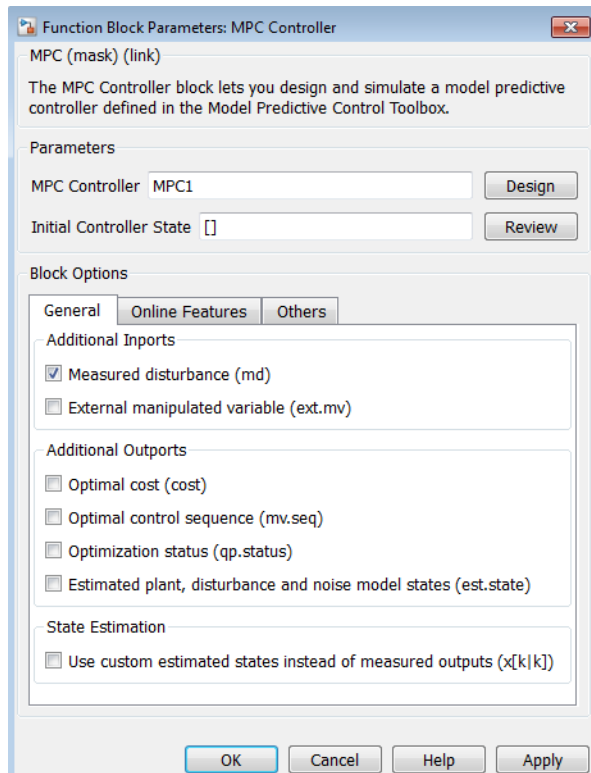 Function Block Parameters: MPC Controller
MPC (mask) (link)
The MPC Controller block lets you design and simulate a model predictive
controller defined in the Model Predictive Control Toolbox.
Parameters
MPC Controller MPC1 Design
Initial Controller State [] Review
Block Options
General Online Features Others
Additional Inports
Measured disturbance (md)
External manipulated variable (ext.mv)
Additional Outports
Optimal cost (cost)
Optimal control sequence (mv.seq)
Optimization status (qp.status)
Estimated plant, disturbance and noise model states (est.state)
State Estimation
Use custom estimated states instead of measured outputs (x[k|k])
OK Cancel Help Apply